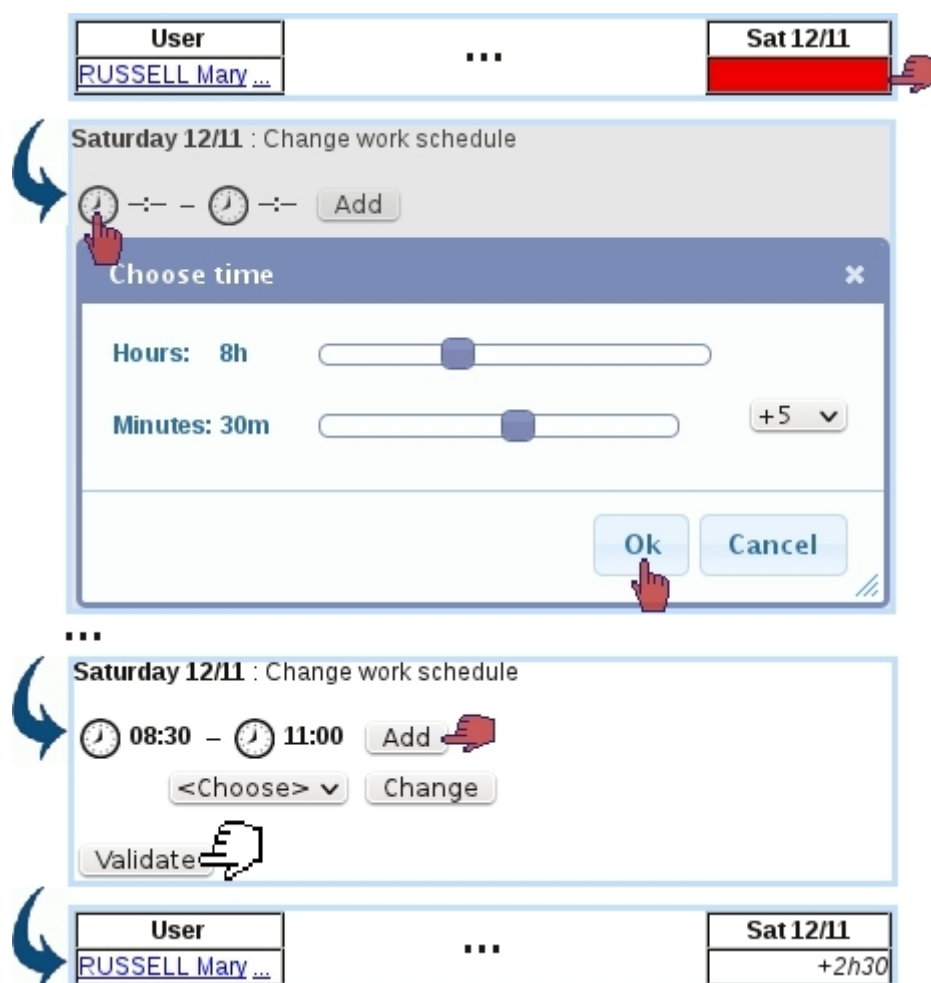 User ... Sat 12/11
RUSSELL Mary ...
Saturday 12/11 : Change work schedule
--:-- – --:-- Add
Choose time
Hours: 8h
Minutes: 30m +5
Ok Cancel
...
Saturday 12/11 : Change work schedule
08:30 – 11:00 Add
<Choose> Change
Validate
User ... Sat 12/11
RUSSELL Mary ... +2h30